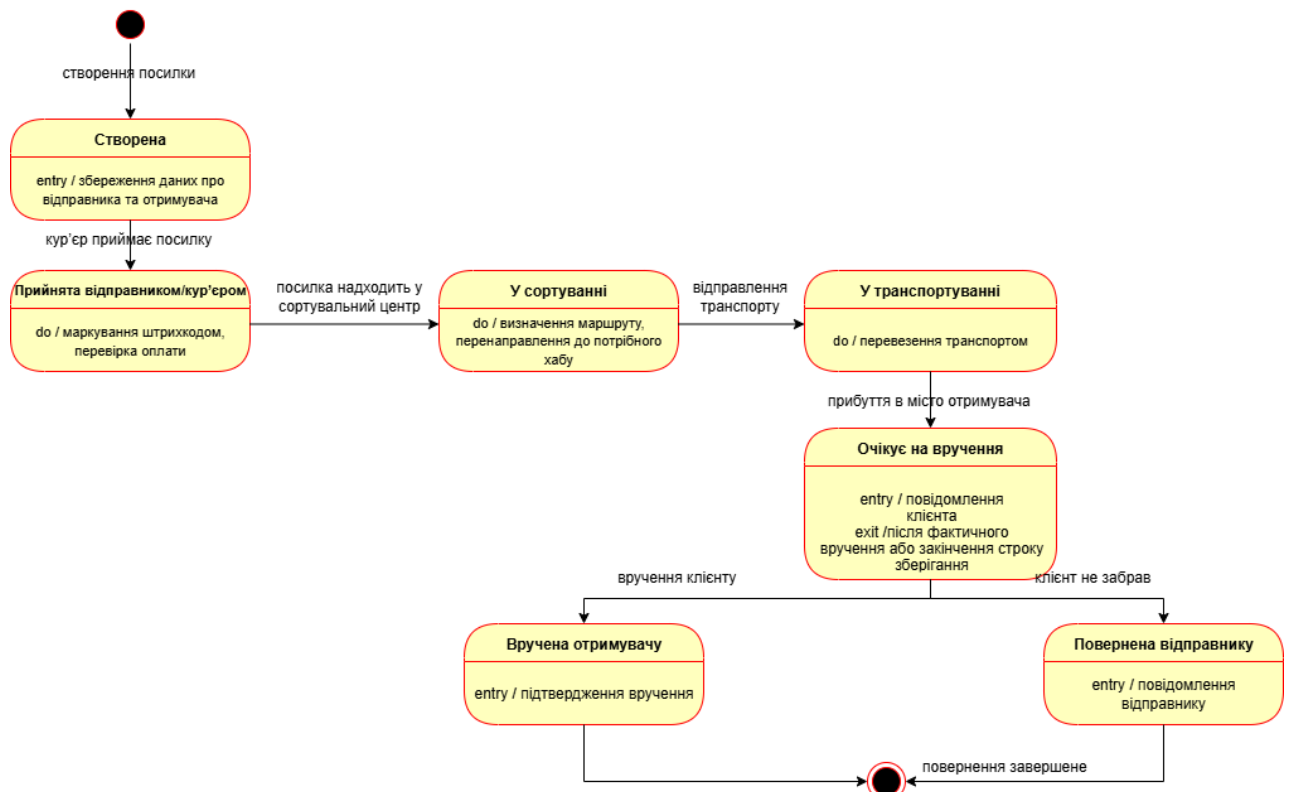 створення посилки
Створена
entry / збереження даних про
відправника та отримувача
кур’єр приймає посилку
Прийнята відправником/кур’єром
do / маркування штрихкодом,
перевірка оплати
посилка надходить у
сортувальний центр
У сортуванні
do / визначення маршруту,
перенаправлення до потрібного
хабу
відправлення
транспорту
У транспортуванні
do / перевезення транспортом
прибуття в місто отримувача
Очікує на вручення
entry / повідомлення
клієнта
exit /після фактичного
вручення або закінчення строку
зберігання
вручення клієнту
клієнт не забрав
Вручена отримувачу
entry / підтвердження вручення
Повернена відправнику
entry / повідомлення
відправнику
повернення завершене